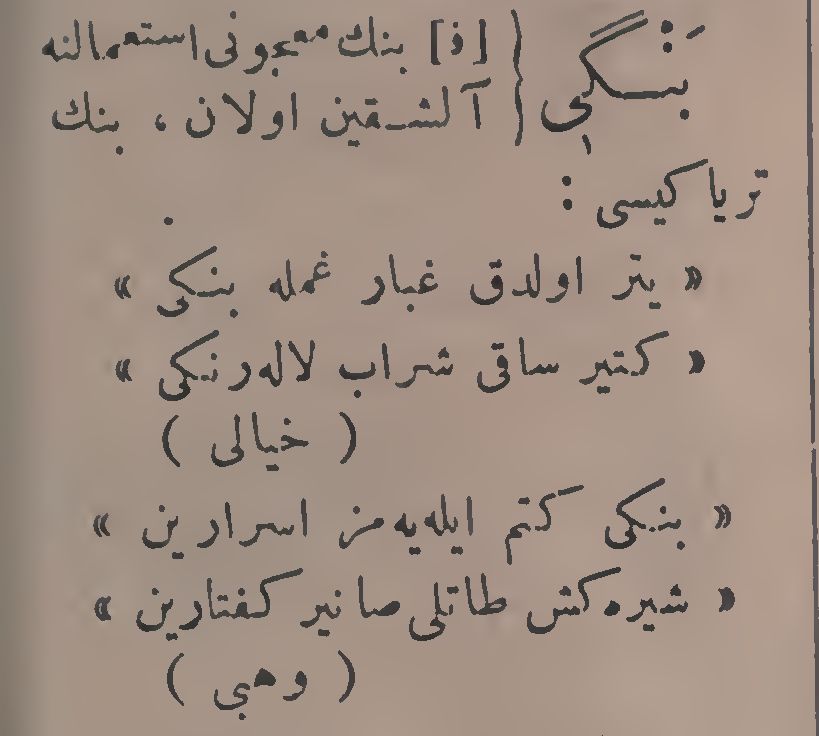 بَنْگِی { [ف] بنك معجونی استعمالنه
آلشقین اولان ، بنك
تریاکیسی :
« یتر اولدق غبار غمله بنکی »
« کتیر ساقی شراب لاله‌رنکی »
( خیالی )
« بنکی کتم ایله‌یه‌مز اسرارین »
« شیره‌کش طاتلی صانیر کفتارین »
( وهبی )